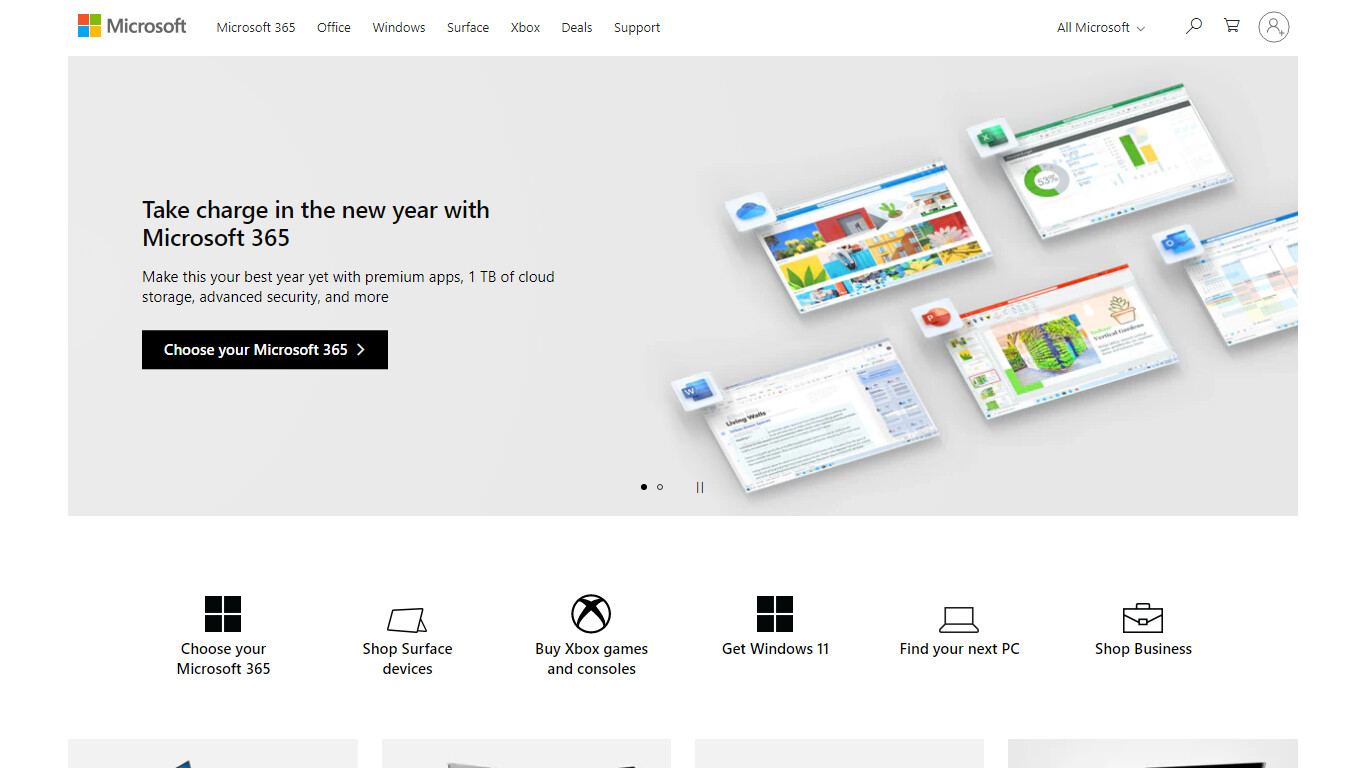 Microsoft
Microsoft 365
Office
Windows
Surface
Xbox
Deals
Support
All Microsoft
Take charge in the new year with
Microsoft 365
Make this your best year yet with premium apps, 1 TB of cloud
storage, advanced security, and more
Choose your Microsoft 365
53%
Living Walls
Vertical Gardens
Choose your
Microsoft 365
Shop Surface
devices
Buy Xbox games
and consoles
Get Windows 11
Find your next PC
Shop Business